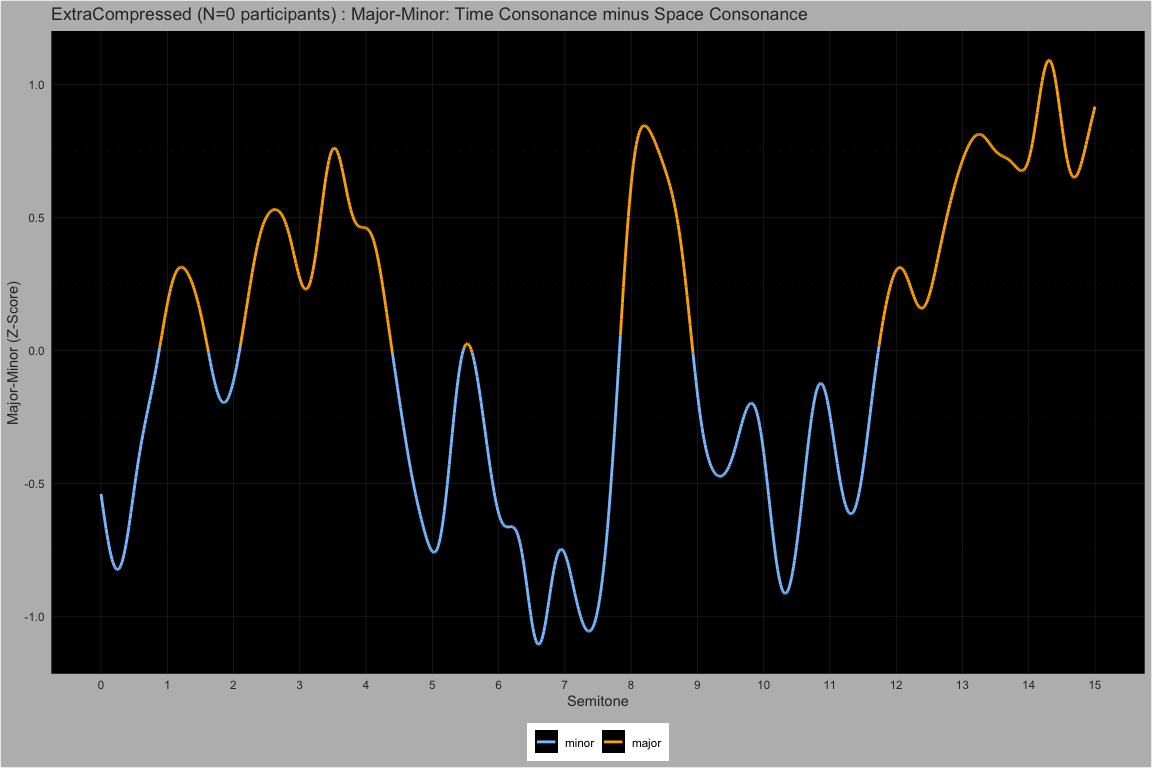 ExtraCompressed (N=0 participants) : Major-Minor: Time Consonance minus Space Consonance
Major-Minor (Z-Score)
1.0
0.5
0.0
-0.5
-1.0
0 1 2 3 4 5 6 7 8 9 10 11 12 13 14 15
Semitone
minor major